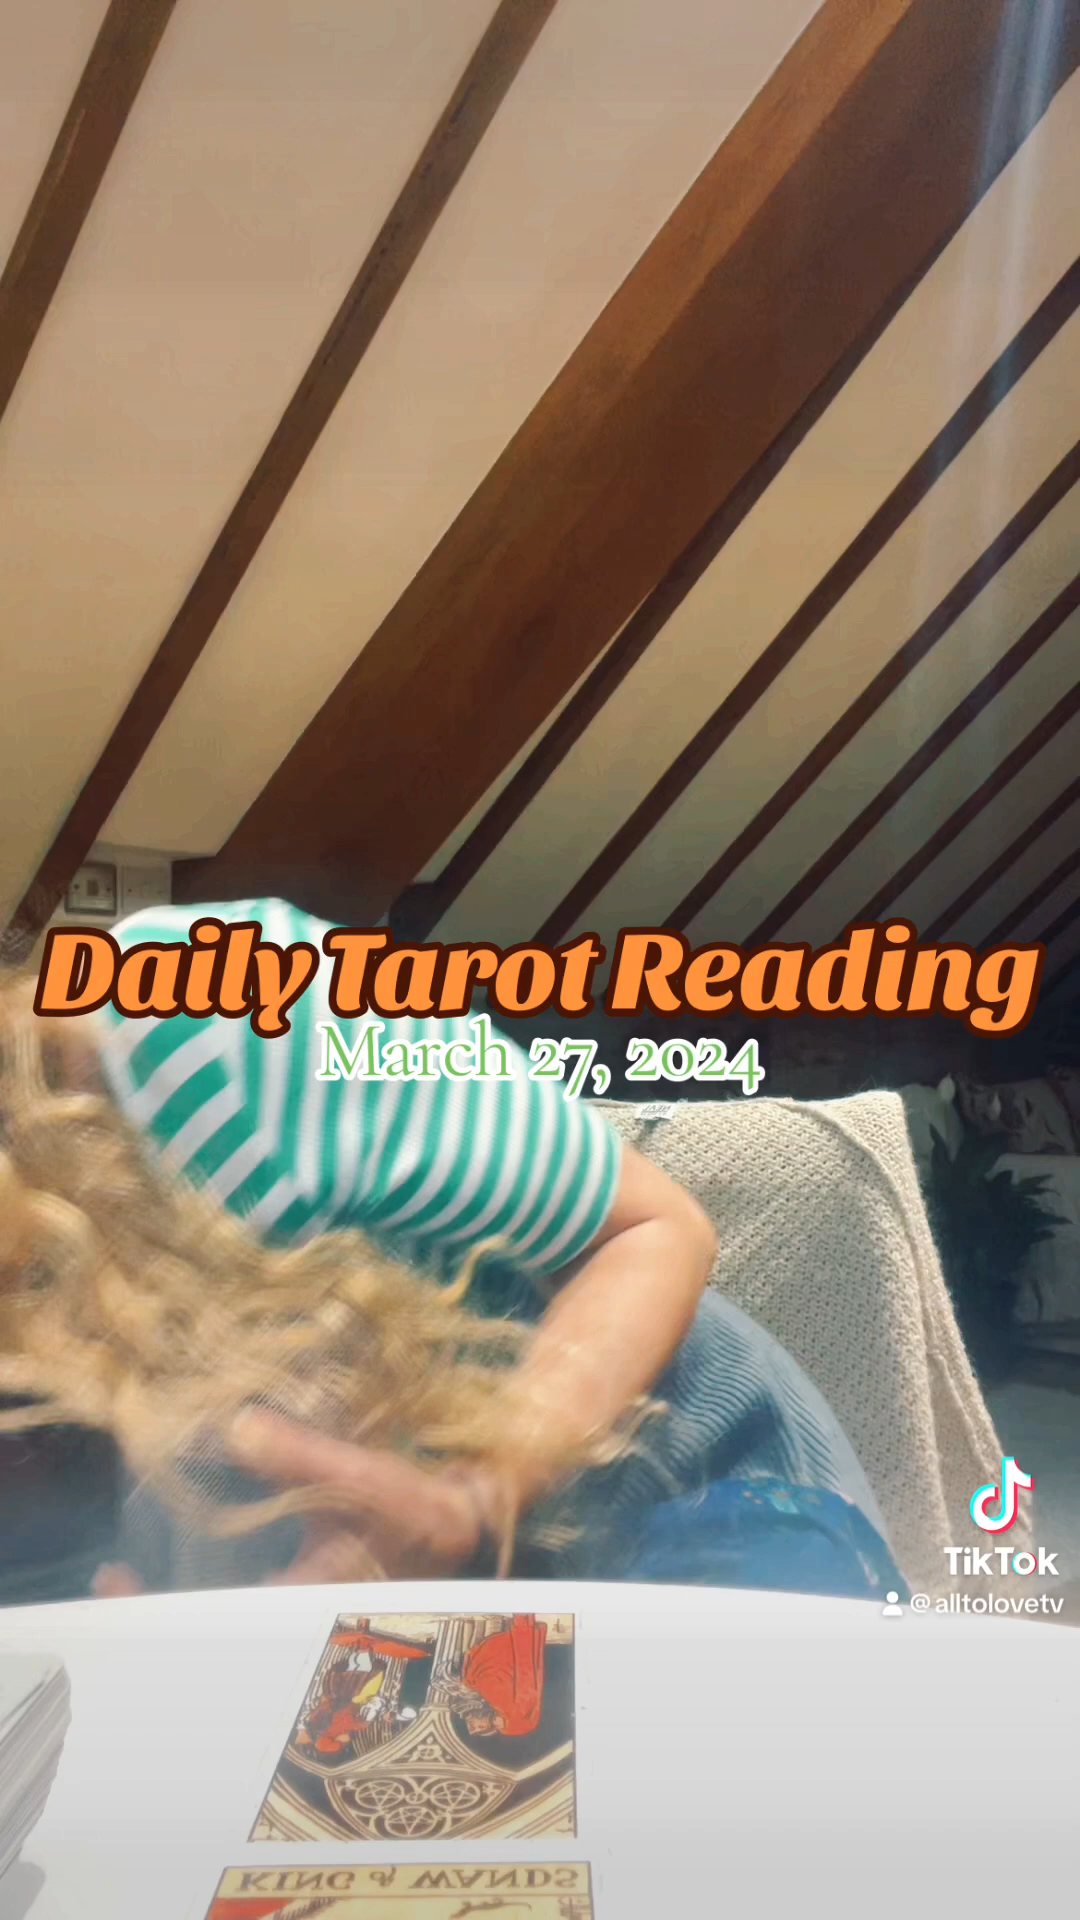 Daily Tarot Reading
March 27, 2024
TikTok
@alltolovetv
KING of WANDS